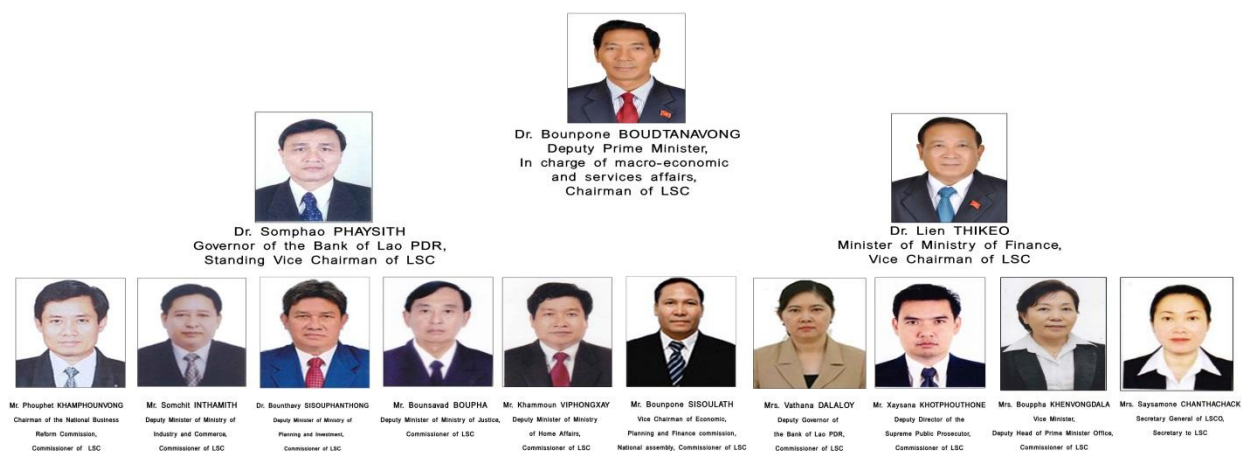 Dr. Bounpone BOUDTANAVONG
Deputy Prime Minister,
In charge of macro-economic
and services affairs,
Chairman of LSC
Dr. Somphao PHAYSITH
Governor of the Bank of Lao PDR,
Standing Vice Chairman of LSC
Dr. Lien THIKEO
Minister of Ministry of Finance,
Vice Chairman of LSC
Mr. Phouphet KHAMPHOUNVONG
Chairman of the National Business
Reform Commission,
Commissioner of LSC
Mr. Somchit INTHAMITH
Deputy Minister of Ministry of
Industry and Commerce,
Commissioner of LSC
Dr. Bounthavy SISOUPHANTHONG
Deputy Minister of Ministry of
Planning and Investment,
Commissioner of LSC
Mr. Bounsavad BOUPHA
Deputy Minister of Ministry of Justice,
Commissioner of LSC
Mr. Khammoun VIPHONGXAY
Deputy Minister of Ministry
of Home Affairs,
Commissioner of LSC
Mr. Bounpone SISOULATH
Vice Chairman of Economic,
Planning and Finance commission,
National assembly, Commissioner of LSC
Mrs. Vathana DALALOY
Deputy Governor of
the Bank of Lao PDR,
Commissioner of LSC
Mr. Xaysana KHOTPHOUTHONE
Deputy Director of the
Supreme Public Prosecutor,
Commissioner of LSC
Mrs. Bouppha KHENVONGDALA
Vice Minister,
Deputy Head of Prime Minister Office,
Commissioner of LSC
Mrs. Saysamone CHANTHACHACK
Secretary General of LSCO,
Secretary to LSC